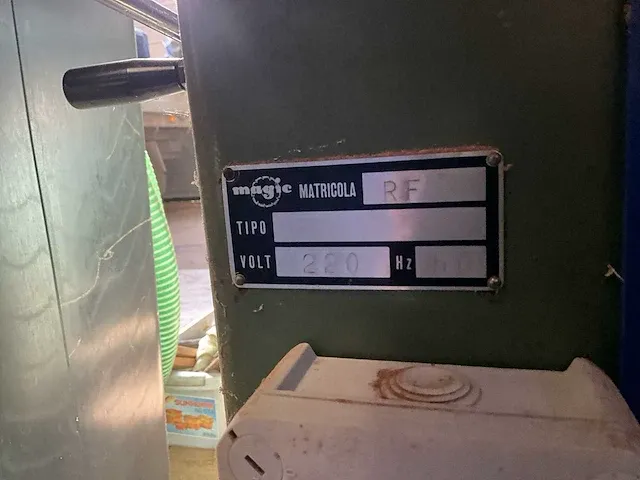 magic MATRICOLA RF
TIPO
VOLT 220 Hz